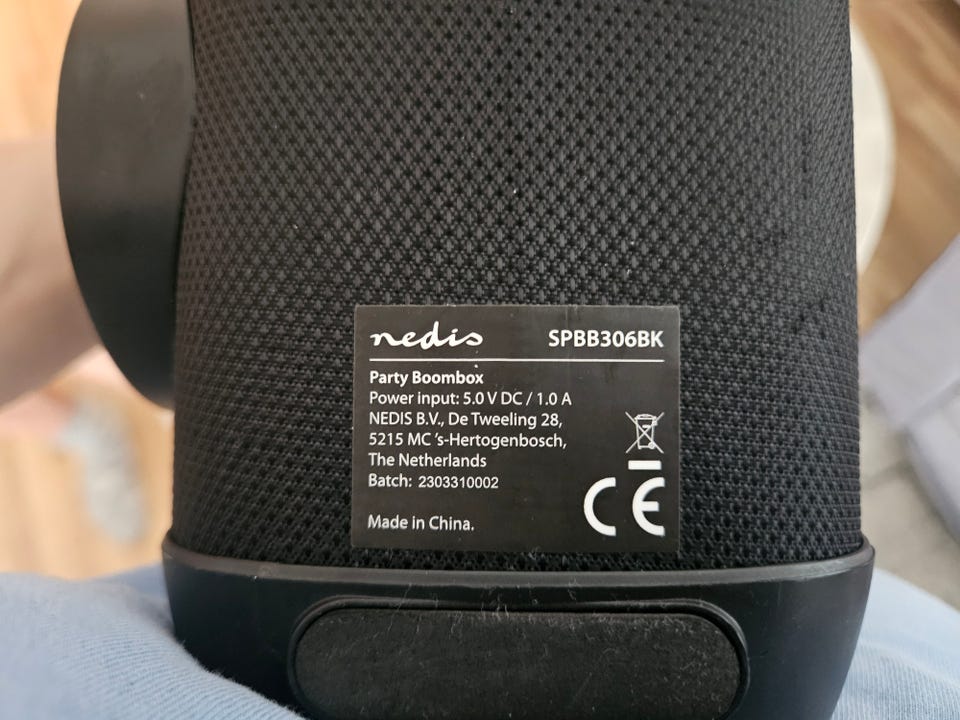 nedis SPBB306BK
Party Boombox
Power input: 5.0 V DC / 1.0 A
NEDIS B.V., De Tweeling 28,
5215 MC 's-Hertogenbosch,
The Netherlands
Batch: 2303310002
Made in China.
CE